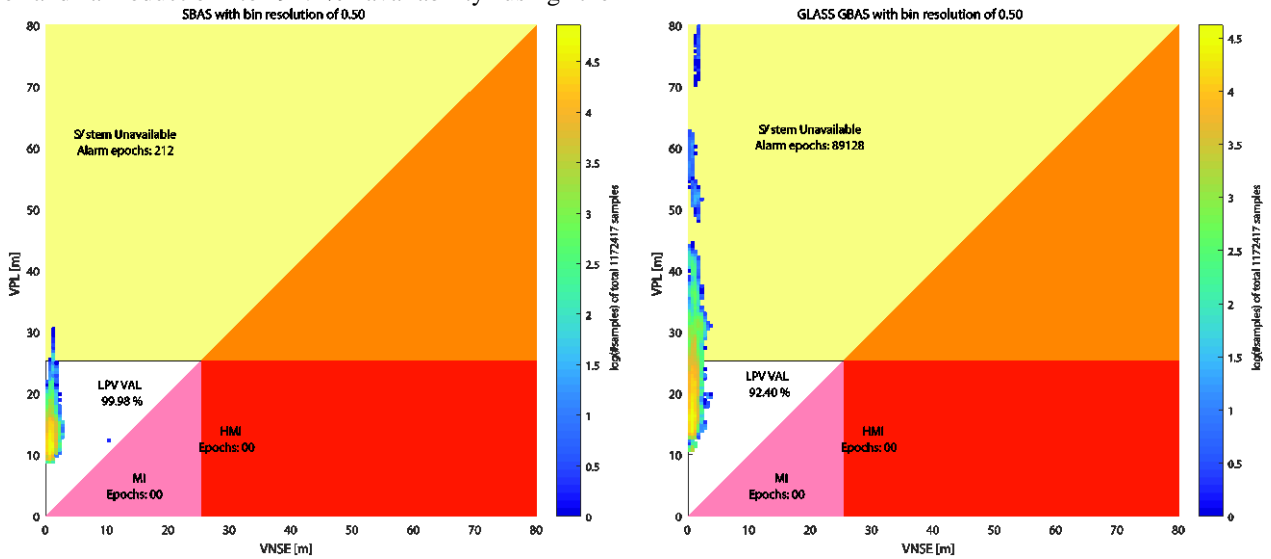 SBAS with bin resolution of 0.50
80
70
60
50
40
30
20
10
0
VPL [m]
System Unavailable
Alarm epochs: 212
LPV VAL
99.98 %
HMI
Epochs: 00
MI
Epochs: 00
0 10 20 30 40 50 60 70 80
VNSE [m]
4.5
4
3.5
3
2.5
2
1.5
1
0.5
0
log(#samples) of total 1172417 samples
GLASS GBAS with bin resolution of 0.50
80
70
60
50
40
30
20
10
0
VPL [m]
System Unavailable
Alarm epochs: 89128
LPV VAL
92.40 %
HMI
Epochs: 00
MI
Epochs: 00
0 10 20 30 40 50 60 70 80
VNSE [m]
4.5
4
3.5
3
2.5
2
1.5
1
0.5
0
log(#samples) of total 1172417 samples